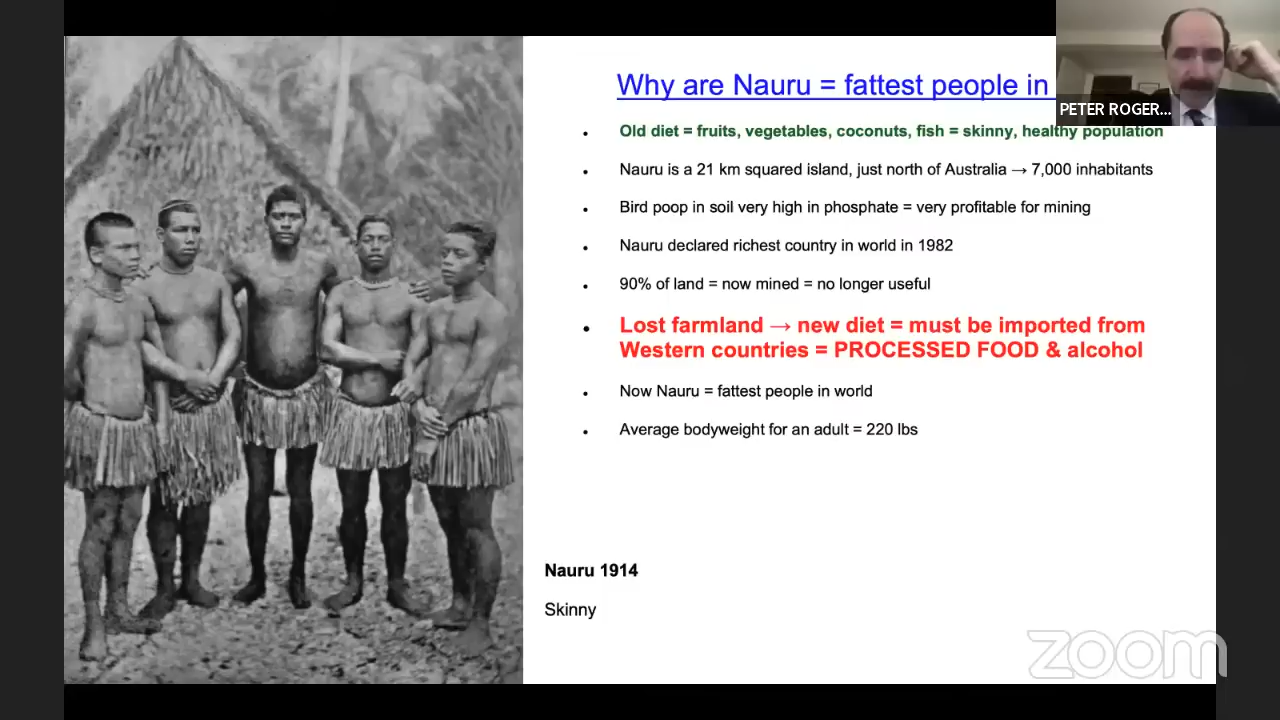 Why are Nauru = fattest people in
PETER ROGER...
• Old diet = fruits, vegetables, coconuts, fish = skinny, healthy population
• Nauru is a 21 km squared island, just north of Australia → 7,000 inhabitants
• Bird poop in soil very high in phosphate = very profitable for mining
• Nauru declared richest country in world in 1982
• 90% of land = now mined = no longer useful
• Lost farmland → new diet = must be imported from
Western countries = PROCESSED FOOD & alcohol
• Now Nauru = fattest people in world
• Average bodyweight for an adult = 220 lbs
Nauru 1914
Skinny
zoom